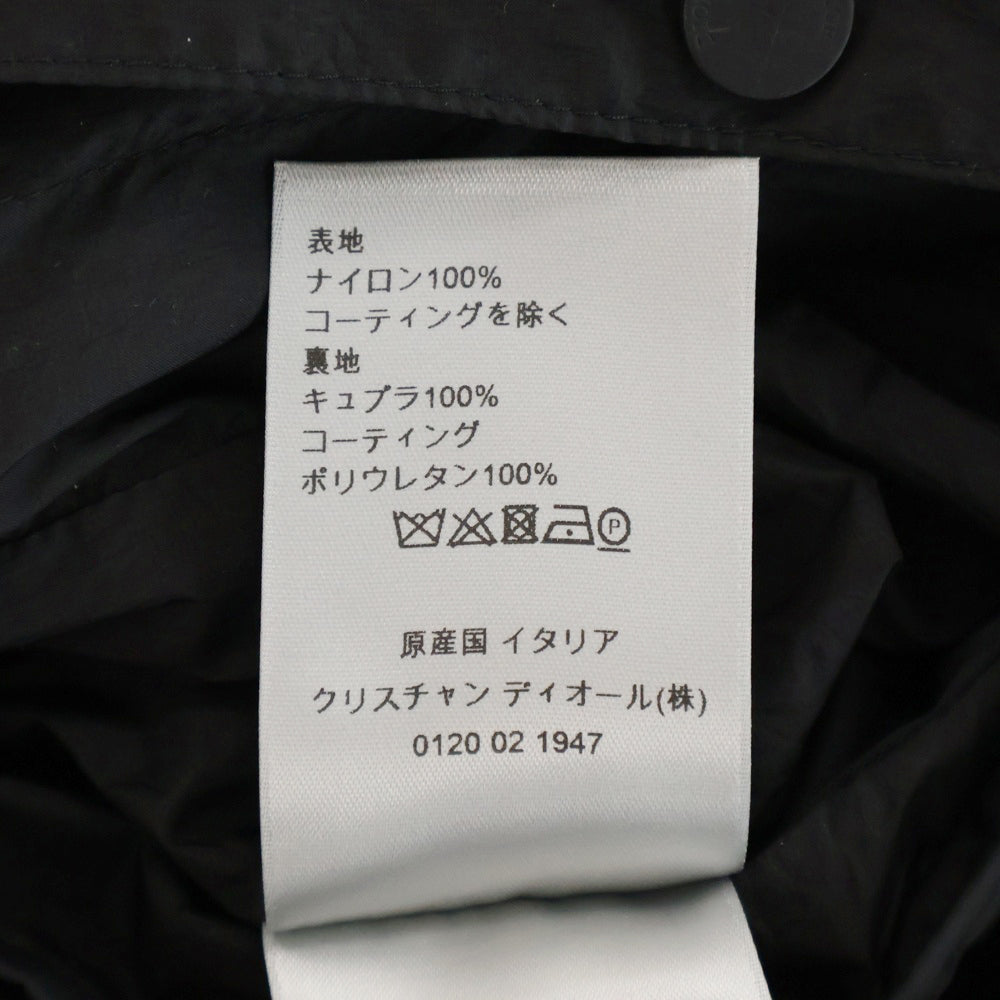 表地
ナイロン100%
コーティングを除く
裏地
キュプラ100%
コーティング
ポリウレタン100%
P
原産国 イタリア
クリスチャン ディオール(株)
0120 02 1947